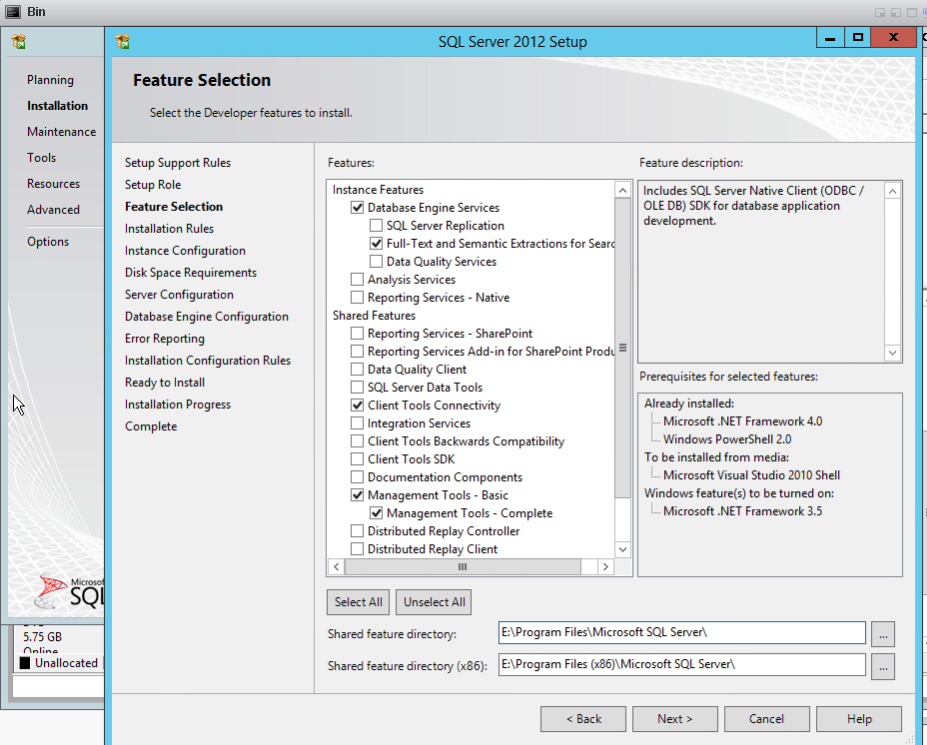 Bin
SQL Server 2012 Setup
Planning
Installation
Maintenance
Tools
Resources
Advanced
Options
Microsof
SQL
5.75 GB
Online
Unallocated
Feature Selection
Select the Developer features to install.
Setup Support Rules
Setup Role
Feature Selection
Installation Rules
Instance Configuration
Disk Space Requirements
Server Configuration
Database Engine Configuration
Error Reporting
Installation Configuration Rules
Ready to Install
Installation Progress
Complete
Features:
Instance Features
Database Engine Services
SQL Server Replication
Full-Text and Semantic Extractions for Searc
Data Quality Services
Analysis Services
Reporting Services - Native
Shared Features
Reporting Services - SharePoint
Reporting Services Add-in for SharePoint Produ
Data Quality Client
SQL Server Data Tools
Client Tools Connectivity
Integration Services
Client Tools Backwards Compatibility
Client Tools SDK
Documentation Components
Management Tools - Basic
Management Tools - Complete
Distributed Replay Controller
Distributed Replay Client
Feature description:
Includes SQL Server Native Client (ODBC /
OLE DB) SDK for database application
development.
Prerequisites for selected features:
Already installed:
Microsoft .NET Framework 4.0
Windows PowerShell 2.0
To be installed from media:
Microsoft Visual Studio 2010 Shell
Windows feature(s) to be turned on:
Microsoft .NET Framework 3.5
Select All
Unselect All
Shared feature directory:
E:\Program Files\Microsoft SQL Server\
...
Shared feature directory (x86):
E:\Program Files (x86)\Microsoft SQL Server\
...
< Back
Next >
Cancel
Help